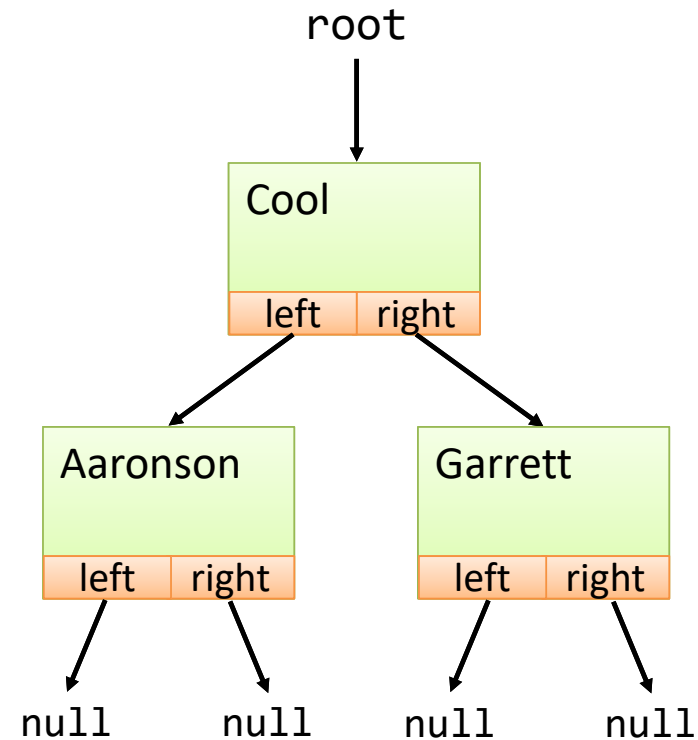 root
Cool
left right
Aaronson Garrett
left right left right
null null null null